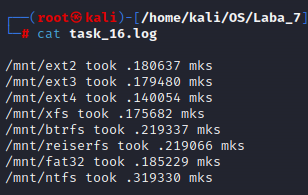 ┌──(root㉿kali)-[/home/kali/OS/Laba_7]
└─# cat task_16.log
/mnt/ext2 took .180637 mks
/mnt/ext3 took .179480 mks
/mnt/ext4 took .140054 mks
/mnt/xfs took .175682 mks
/mnt/btrfs took .219337 mks
/mnt/reiserfs took .219066 mks
/mnt/fat32 took .185229 mks
/mnt/ntfs took .319330 mks